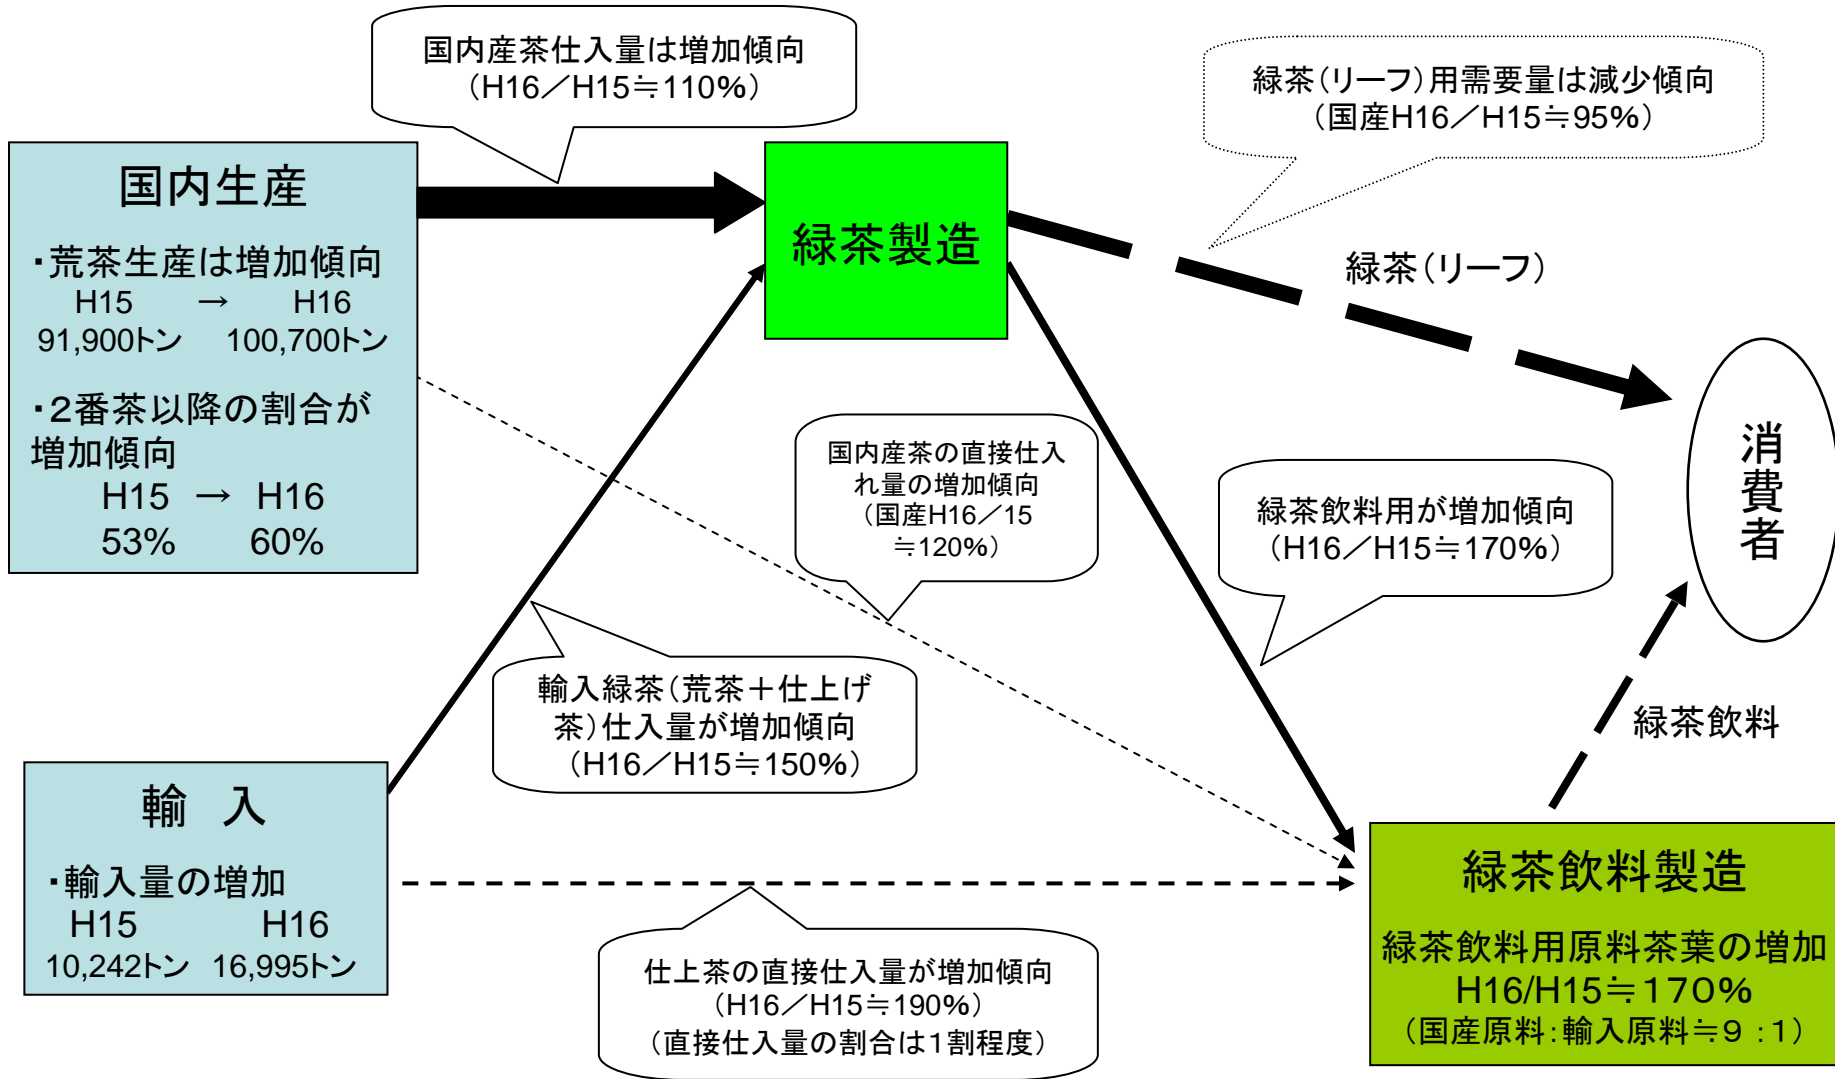 国内産茶仕入量は増加傾向
（H16／H15≒110%）
緑茶（リーフ）用需要量は減少傾向
（国産H16／H15≒95%）
国内生産
・荒茶生産は増加傾向
H15 → H16
91,900トン 100,700トン
・２番茶以降の割合が
増加傾向
H15 → H16
53% 60%
緑茶製造
緑茶（リーフ）
国内産茶の直接仕入
れ量の増加傾向
（国産H16／15
≒120%）
緑茶飲料用が増加傾向
（H16／H15≒170%）
消
費
者
輸入緑茶（荒茶＋仕上げ
茶）仕入量が増加傾向
（H16／H15≒150%）
緑茶飲料
輸　入
・輸入量の増加
H15 H16
10,242トン 16,995トン
仕上茶の直接仕入量が増加傾向
（H16／H15≒190%）
（直接仕入量の割合は１割程度）
緑茶飲料製造
緑茶飲料用原料茶葉の増加
H16/H15≒１７０％
（国産原料：輸入原料≒９：１）